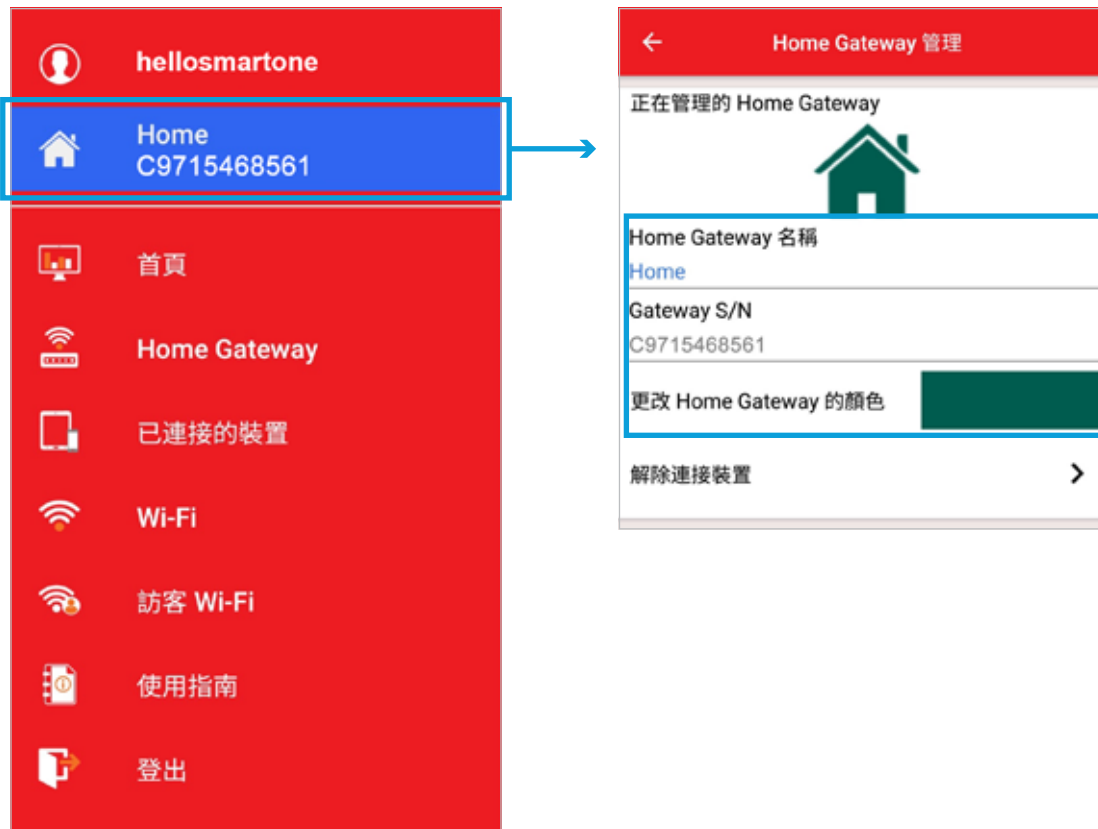 hellosmartone
Home
C9715468561
首頁
Home Gateway
已連接的裝置
Wi-Fi
訪客 Wi-Fi
使用指南
登出
Home Gateway 管理
正在管理的 Home Gateway
Home Gateway 名稱
Home
Gateway S/N
C9715468561
更改 Home Gateway 的顏色
解除連接裝置